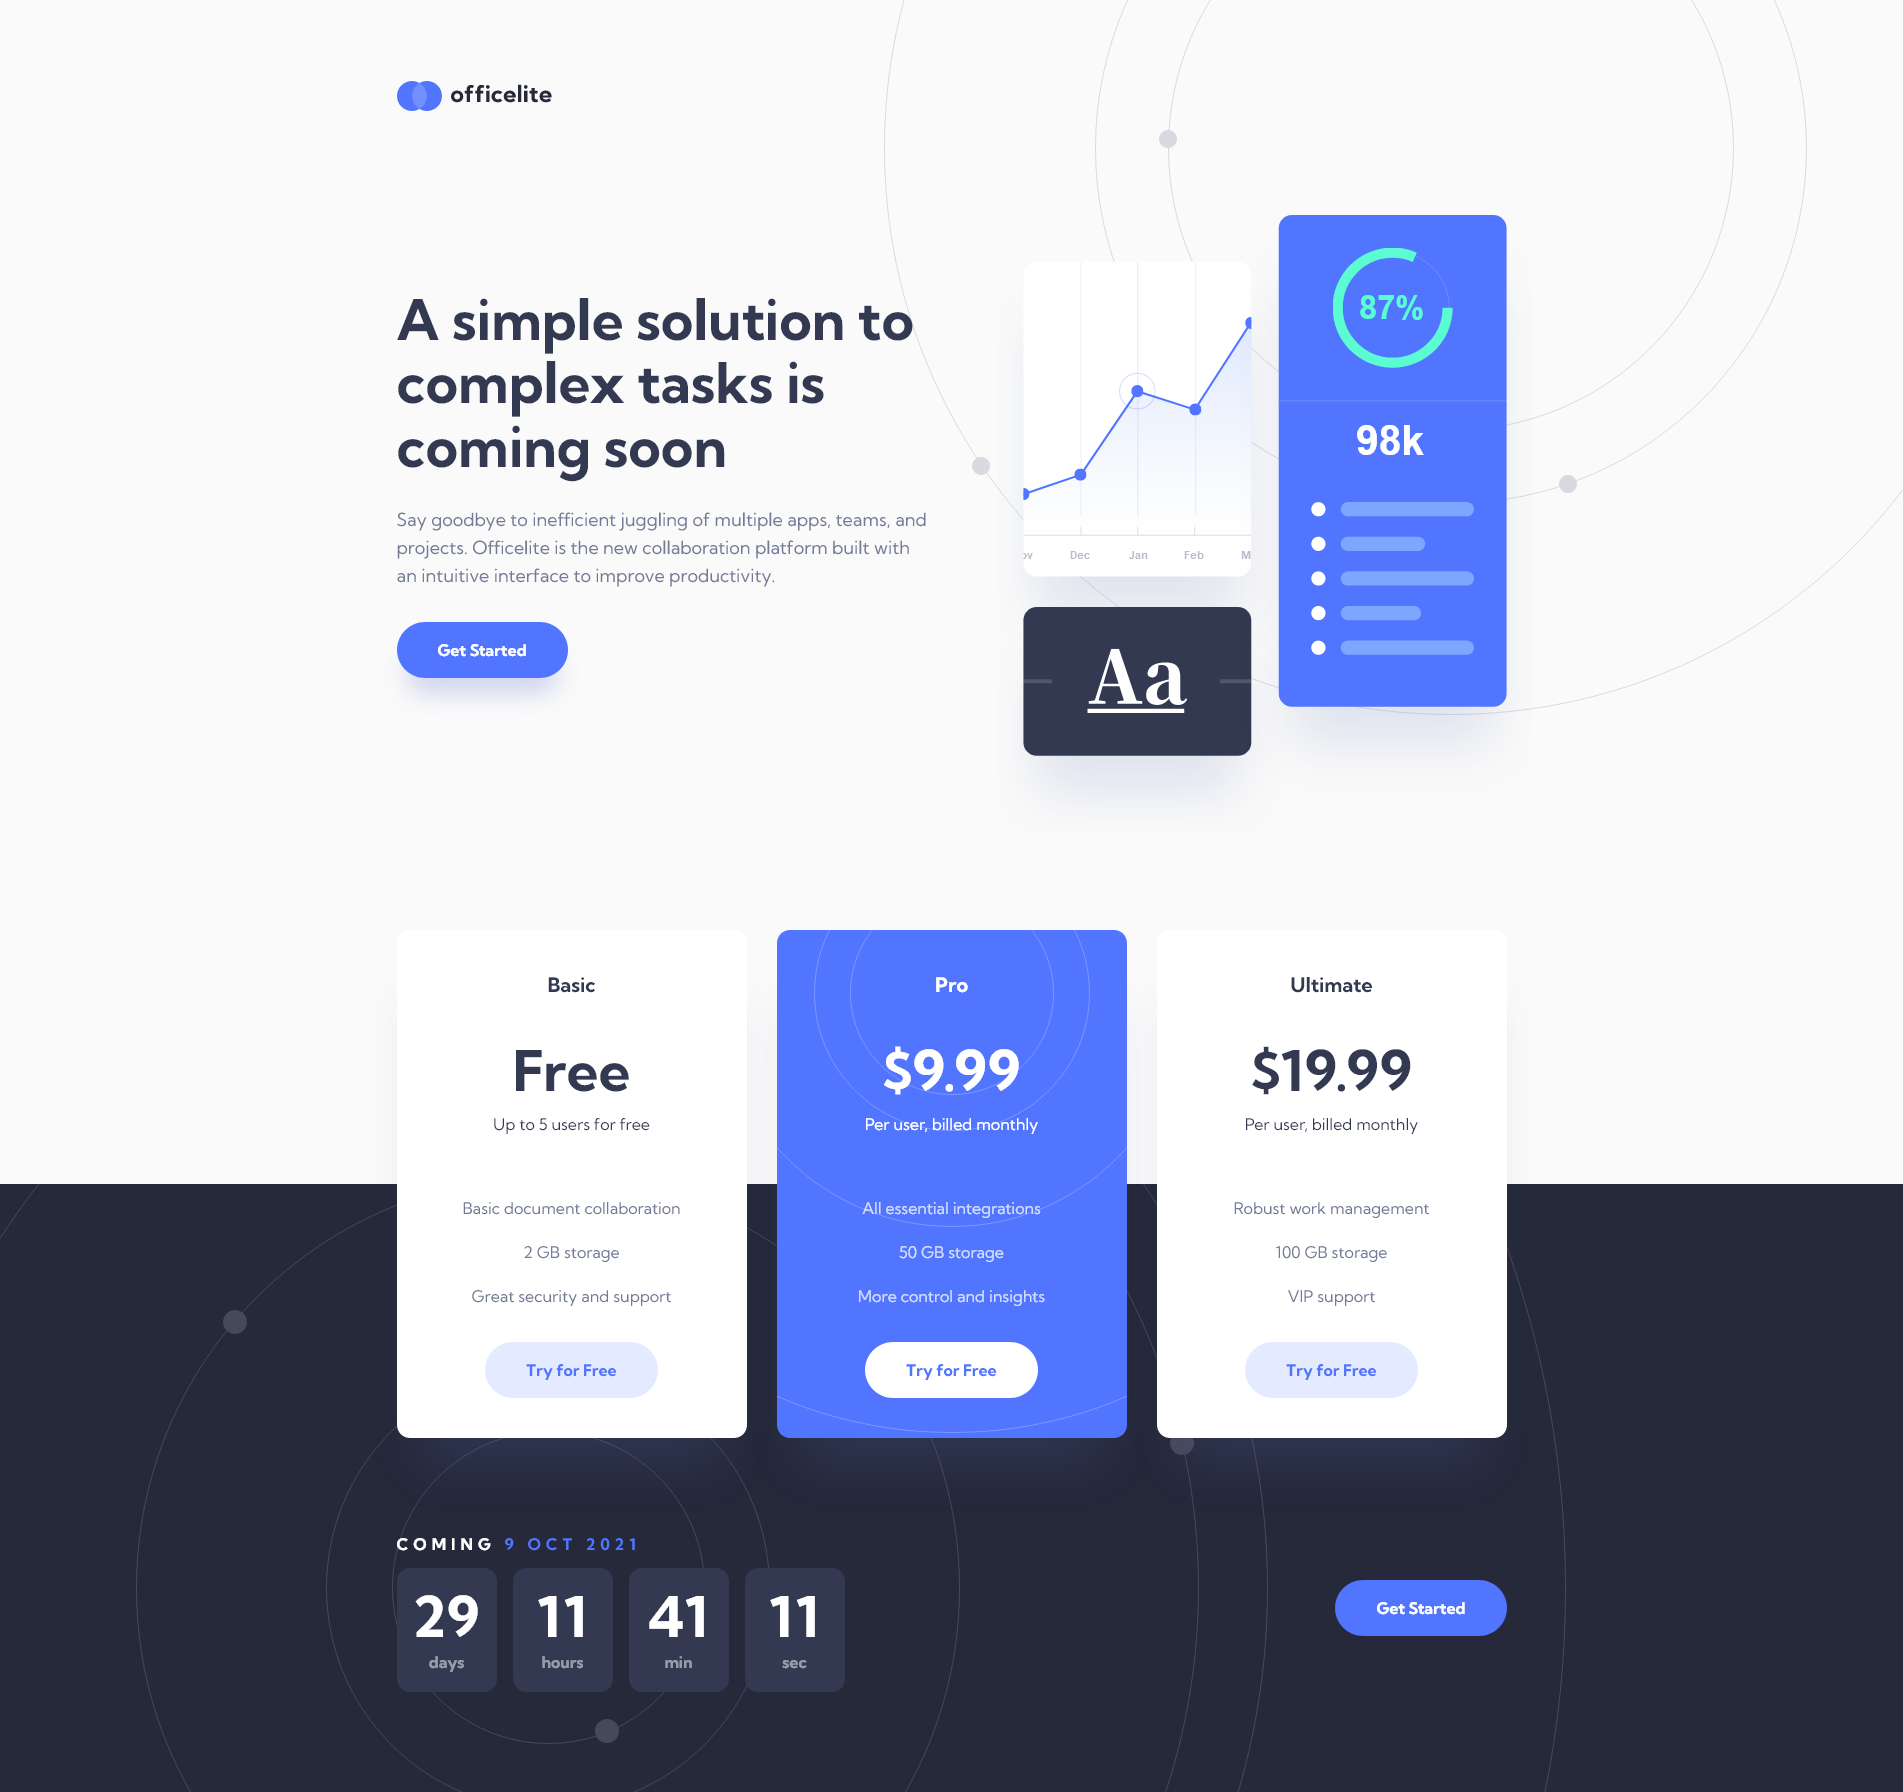 officelite
A simple solution to
complex tasks is
coming soon
Say goodbye to inefficient juggling of multiple apps, teams, and
projects. Officelite is the new collaboration platform built with
an intuitive interface to improve productivity.
Get Started
ov Dec Jan Feb M
Aa
87%
98k
Basic
Free
Up to 5 users for free
Basic document collaboration
2 GB storage
Great security and support
Try for Free
Pro
$9.99
Per user, billed monthly
All essential integrations
50 GB storage
More control and insights
Try for Free
Ultimate
$19.99
Per user, billed monthly
Robust work management
100 GB storage
VIP support
Try for Free
COMING 9 OCT 2021
29 11 41 11
days hours min sec
Get Started